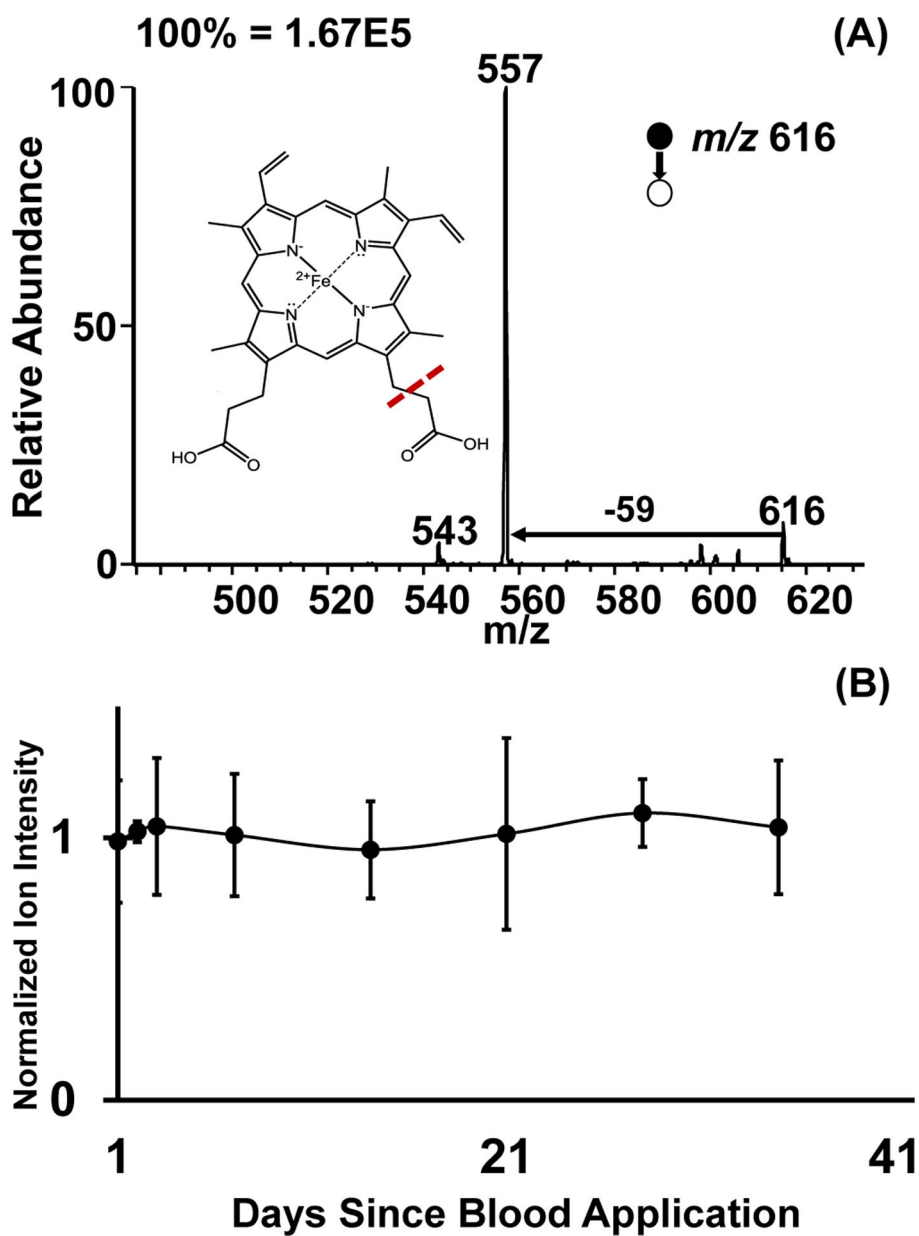 100% = 1.67E5
(A)
557
100
m/z 616
N-
N
2+Fe
N
N-
50
HO
O
O
OH
-59
616
543
0
500
520
540
560
580
600
620
m/z
Relative Abundance
(B)
1
0
Normalized Ion Intensity
1
21
41
Days Since Blood Application